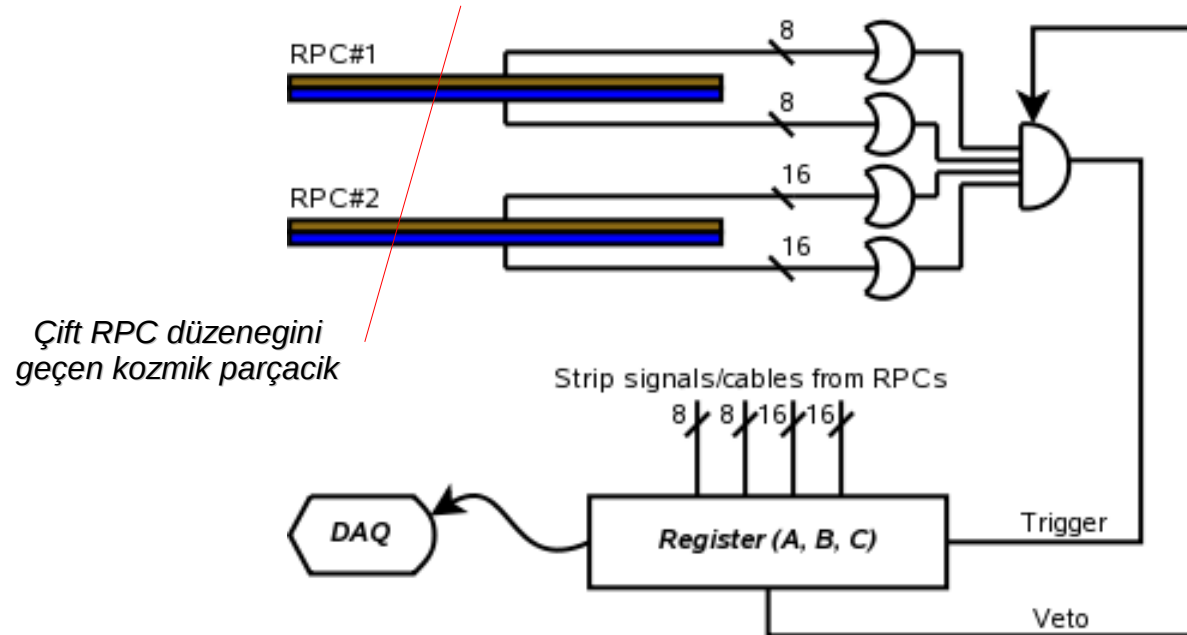 8
RPC#1
8
16
RPC#2
16
Çift RPC düzenegini
geçen kozmik parçacik
Strip signals/cables from RPCs
8 8 16 16
DAQ
Register (A, B, C)
Trigger
Veto